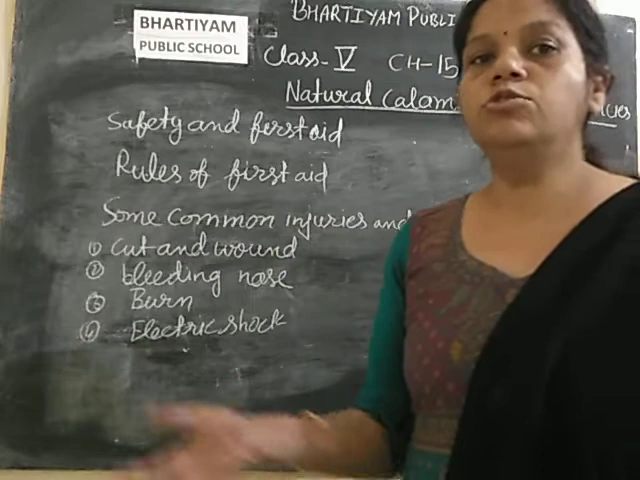 BHARTIYAM
PUBLIC SCHOOL
BHARTIYAM PUBLI
Class-V CH-15
Natural Calam
Safety and first aid
Rules of first aid
Some common injuries and
① Cut and wound
② bleeding nose
③ Burn
④ Electric shock